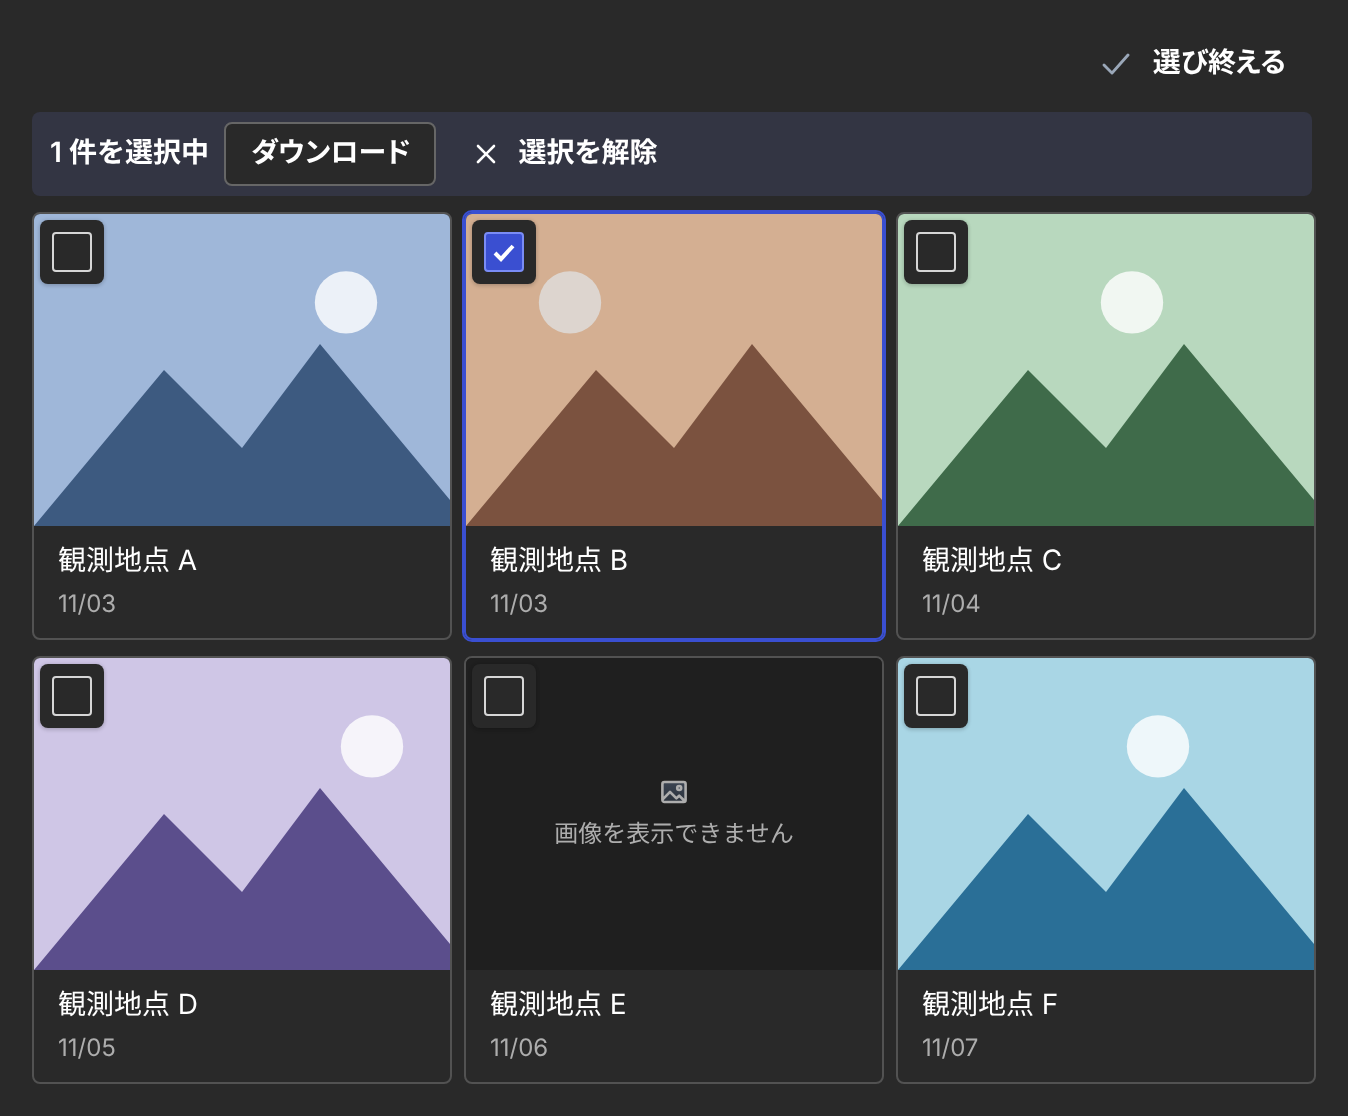 選び終える
1 件を選択中
ダウンロード
選択を解除
観測地点 A
11/03
観測地点 B
11/03
観測地点 C
11/04
観測地点 D
11/05
画像を表示できません
観測地点 E
11/06
観測地点 F
11/07